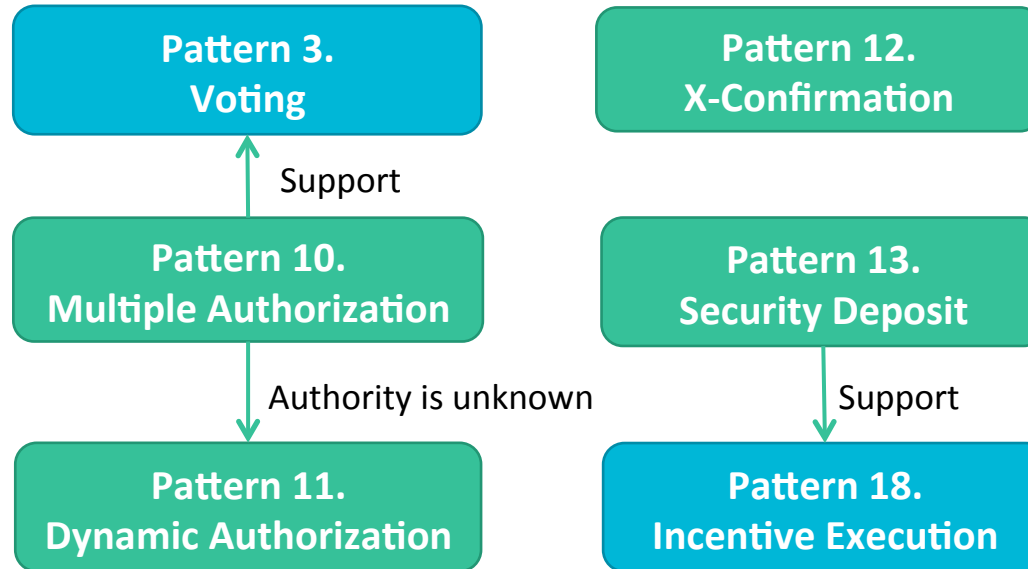 Pattern 3.
Voting
Pattern 12.
X-Confirmation
Support
Pattern 10.
Multiple Authorization
Pattern 13.
Security Deposit
Authority is unknown
Support
Pattern 11.
Dynamic Authorization
Pattern 18.
Incentive Execution